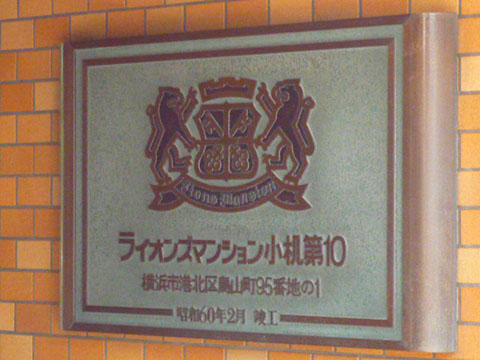 Lions Mansion
ライオンズマンション小机第10
横浜市港北区鳥山町95番地の1
昭和60年2月 竣工